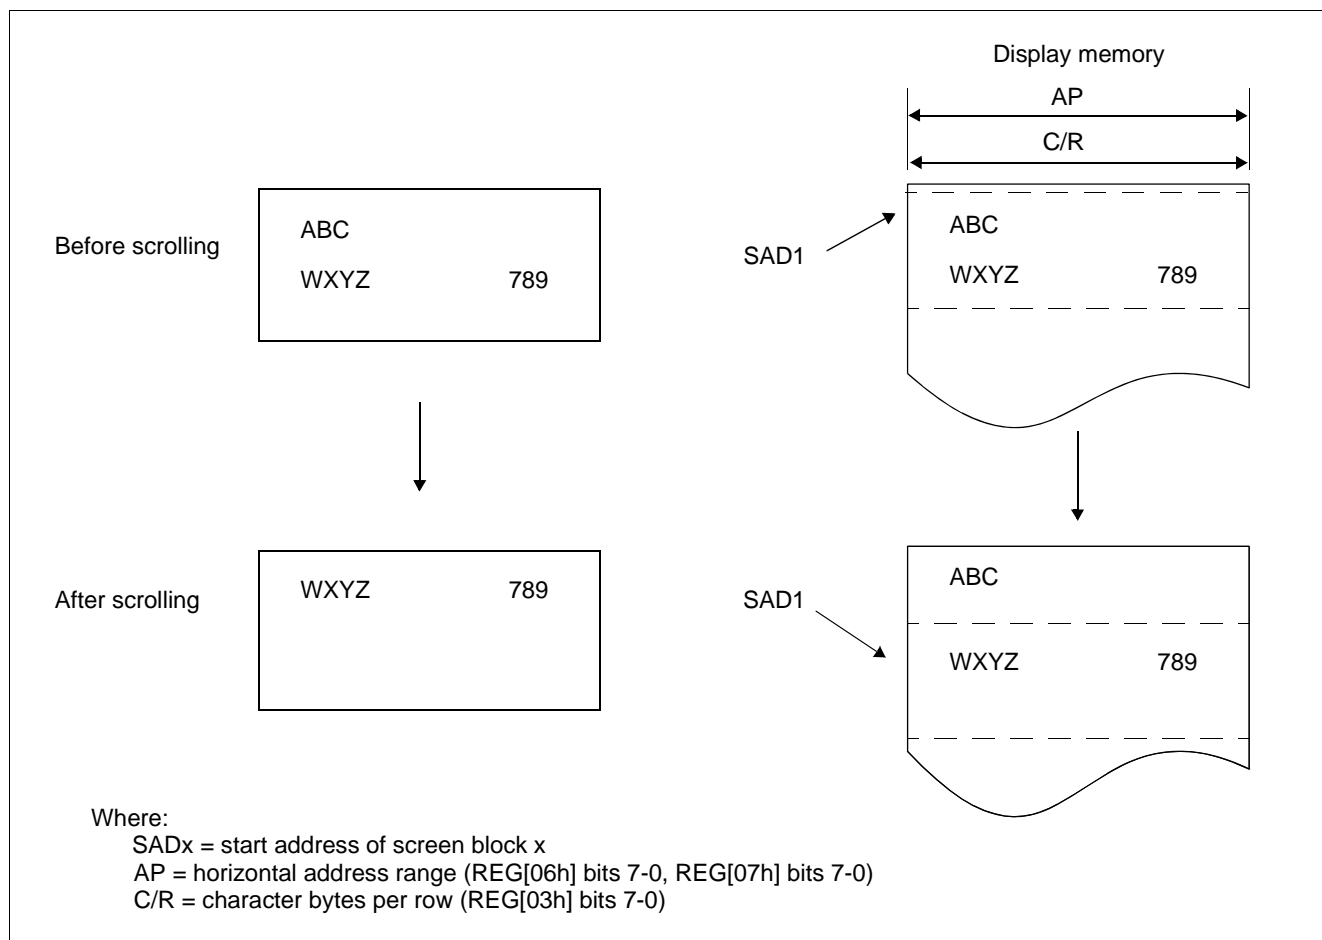 Display memory
AP
C/R
Before scrolling
ABC
WXYZ 789
SAD1
ABC
WXYZ 789
After scrolling
WXYZ 789
SAD1
ABC
WXYZ 789
Where:
SADx = start address of screen block x
AP = horizontal address range (REG[06h] bits 7-0, REG[07h] bits 7-0)
C/R = character bytes per row (REG[03h] bits 7-0)